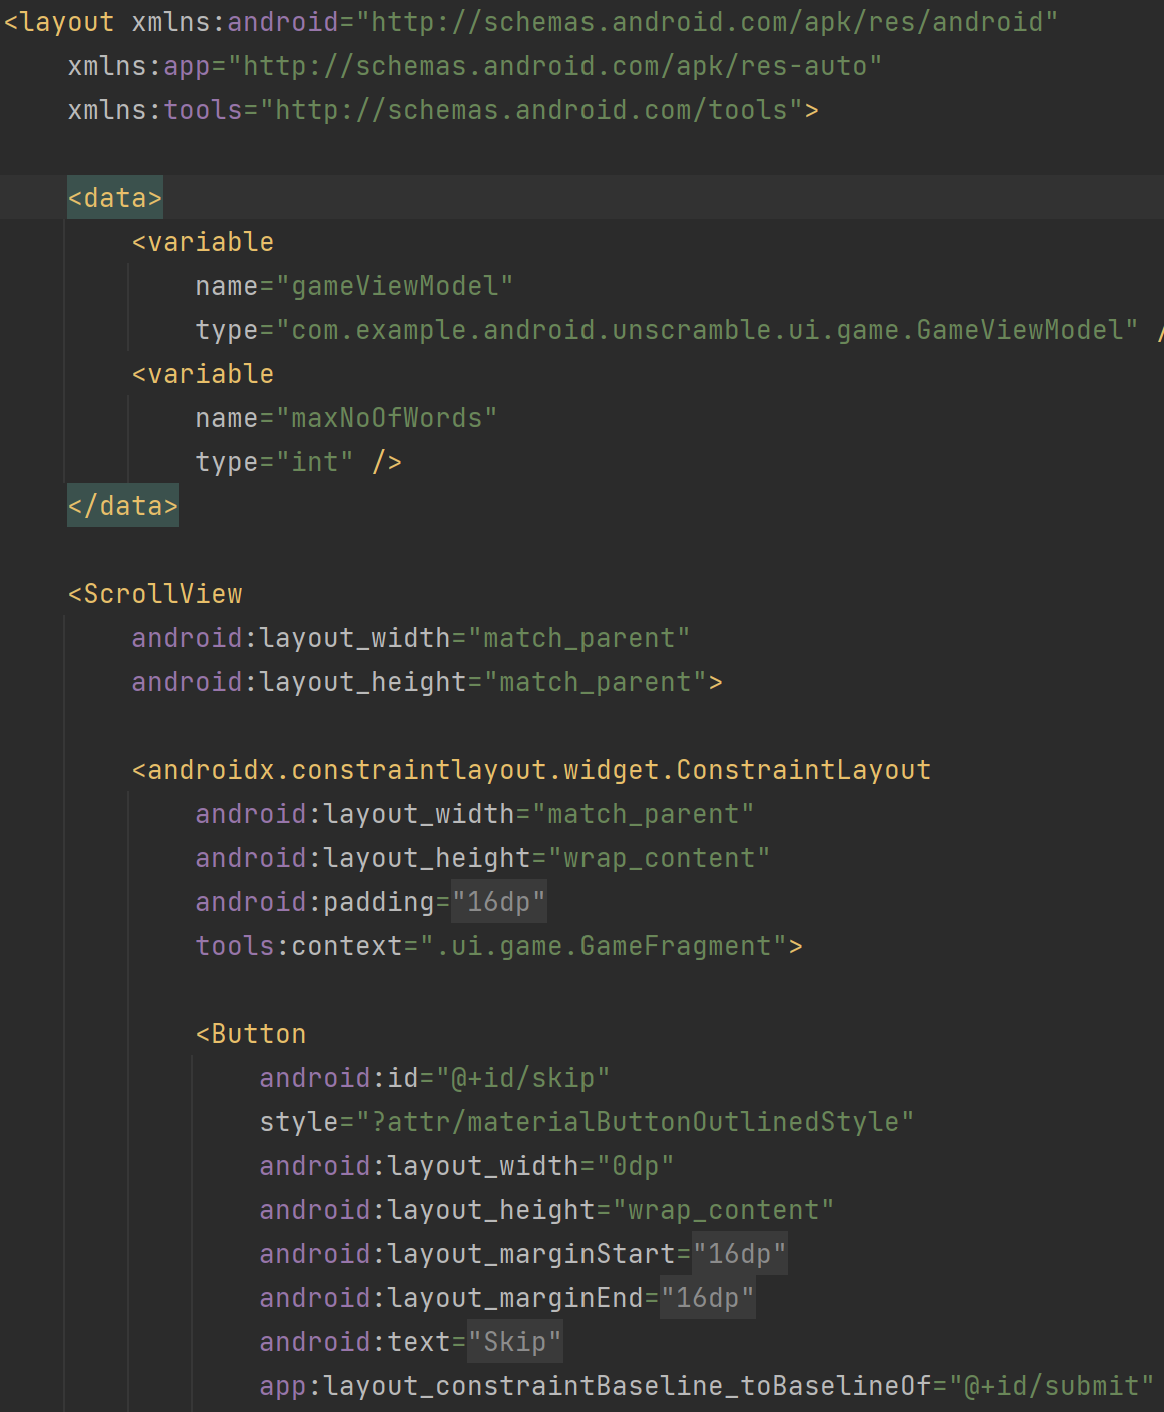 <layout xmlns:android="http://schemas.android.com/apk/res/android"
    xmlns:app="http://schemas.android.com/apk/res-auto"
    xmlns:tools="http://schemas.android.com/tools">
    <data>
        <variable
            name="gameViewModel"
            type="com.example.android.unscramble.ui.game.GameViewModel" /
        <variable
            name="maxNoOfWords"
            type="int" />
    </data>
    <ScrollView
        android:layout_width="match_parent"
        android:layout_height="match_parent">
        <androidx.constraintlayout.widget.ConstraintLayout
            android:layout_width="match_parent"
            android:layout_height="wrap_content"
            android:padding="16dp"
            tools:context=".ui.game.GameFragment">
            <Button
                android:id="@+id/skip"
                style="?attr/materialButtonOutlinedStyle"
                android:layout_width="0dp"
                android:layout_height="wrap_content"
                android:layout_marginStart="16dp"
                android:layout_marginEnd="16dp"
                android:text="Skip"
                app:layout_constraintBaseline_toBaselineOf="@+id/submit"